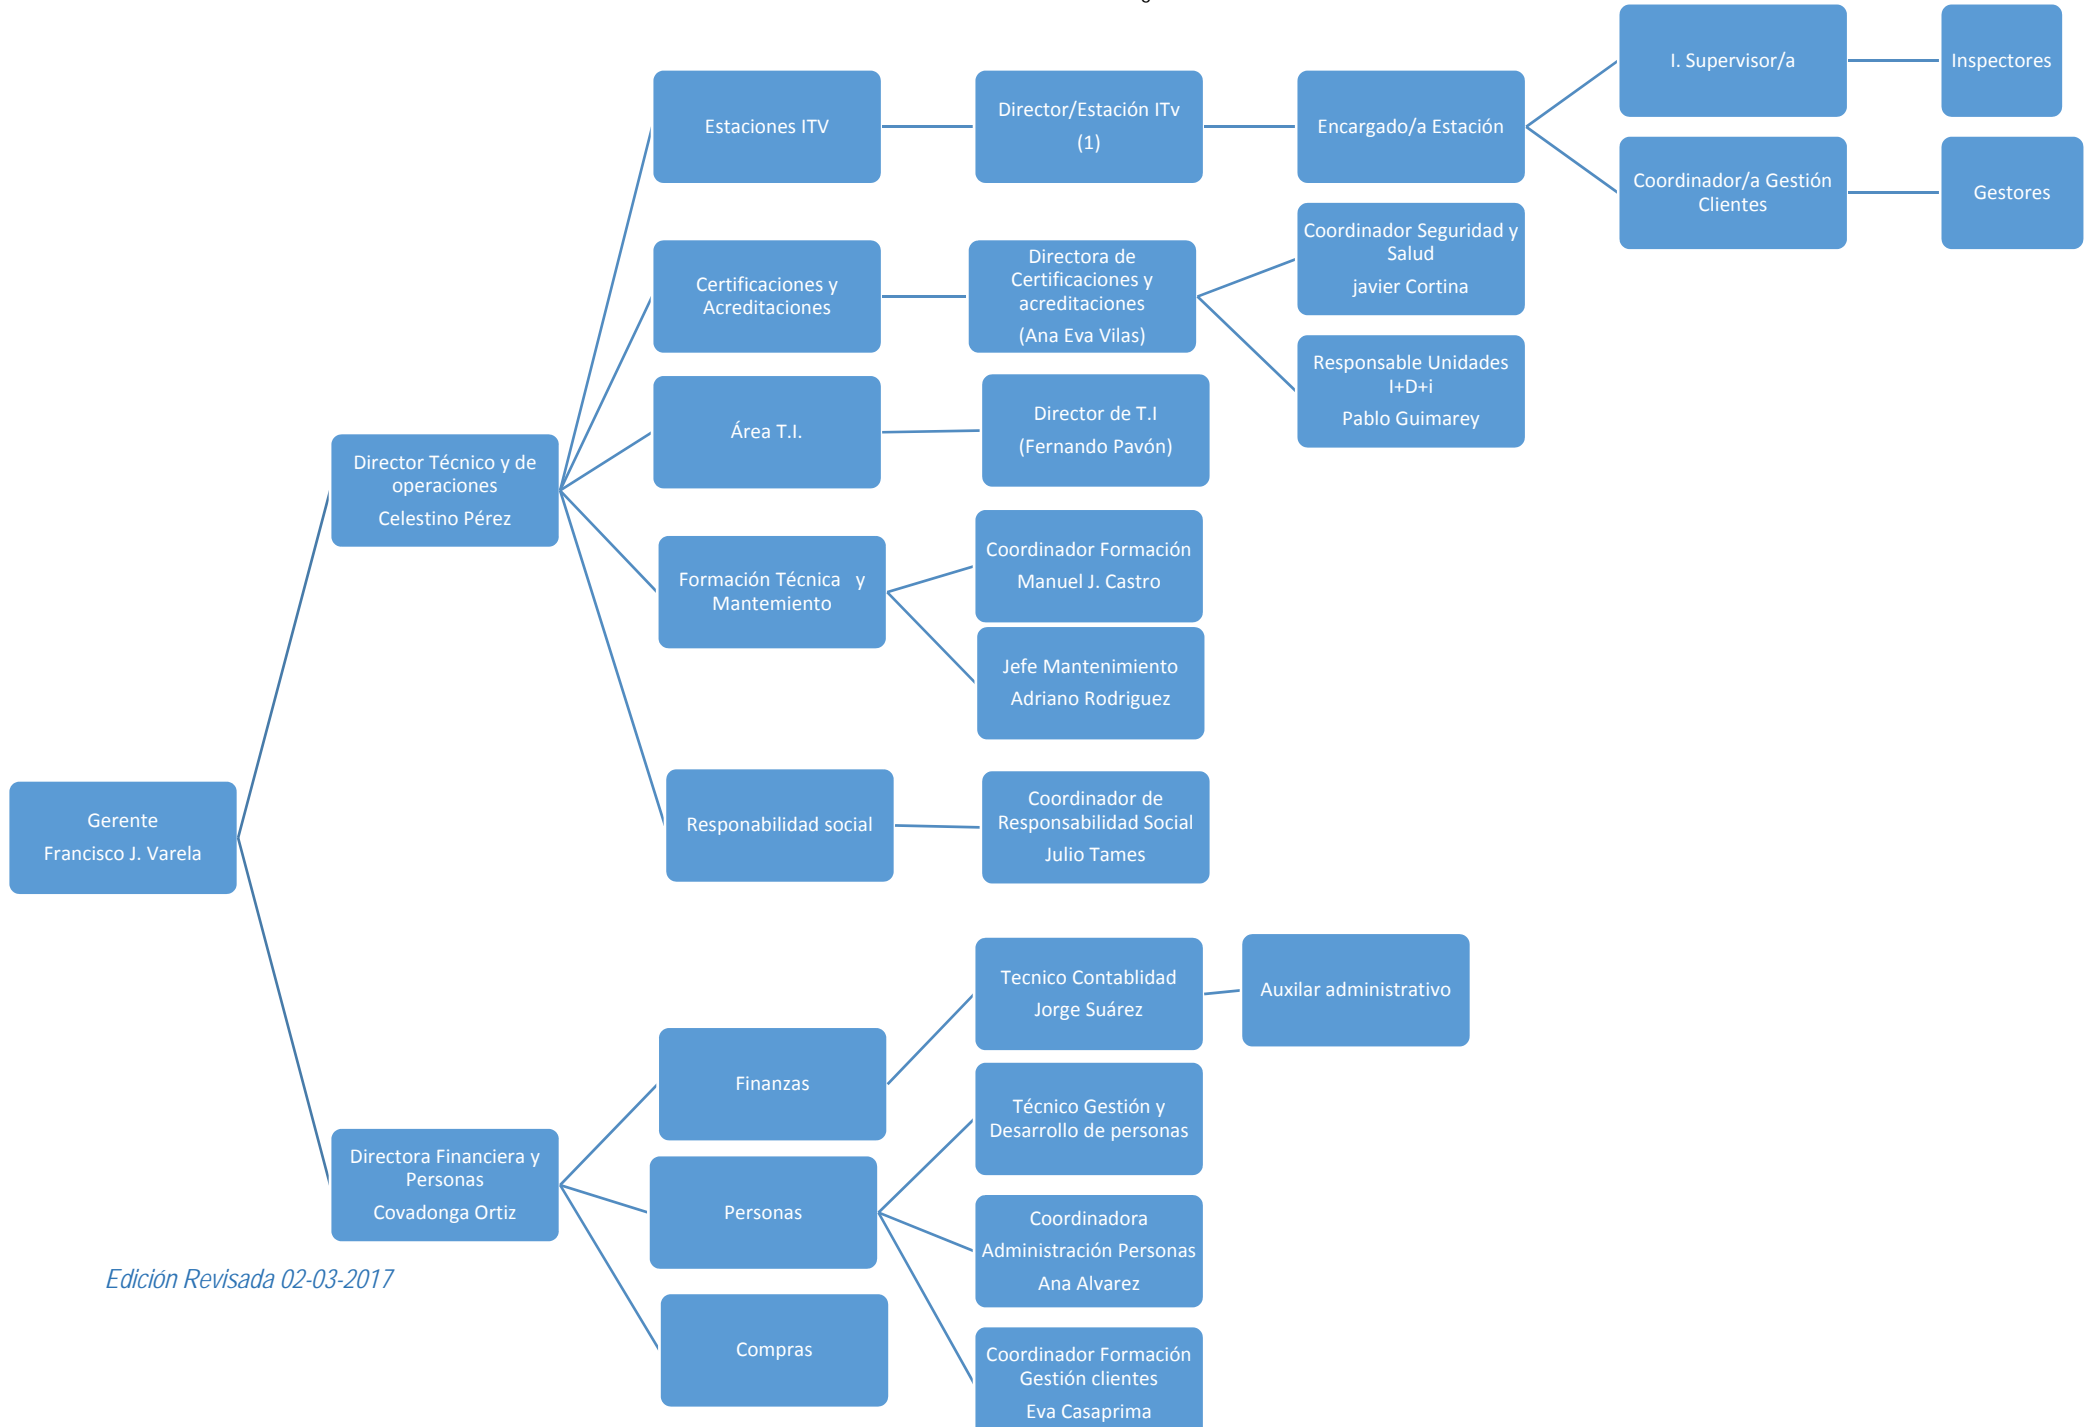 Gerente
Francisco J. Varela
Director Técnico y de
operaciones
Celestino Pérez
Estaciones ITV
Director/Estación ITv
(1)
Encargado/a Estación
I. Supervisor/a
Inspectores
Coordinador/a Gestión
Clientes
Gestores
Certificaciones y
Acreditaciones
Directora de
Certificaciones y
acreditaciones
(Ana Eva Vilas)
Coordinador Seguridad y
Salud
javier Cortina
Responsable Unidades
I+D+i
Pablo Guimarey
Área T.I.
Director de T.I
(Fernando Pavón)
Formación Técnica y
Mantemiento
Coordinador Formación
Manuel J. Castro
Jefe Mantenimiento
Adriano Rodriguez
Responabilidad social
Coordinador de
Responsabilidad Social
Julio Tames
Directora Financiera y
Personas
Covadonga Ortiz
Finanzas
Tecnico Contablidad
Jorge Suárez
Auxilar administrativo
Personas
Técnico Gestión y
Desarrollo de personas
Coordinadora
Administración Personas
Ana Alvarez
Coordinador Formación
Gestión clientes
Eva Casaprima
Compras
Edición Revisada 02-03-2017